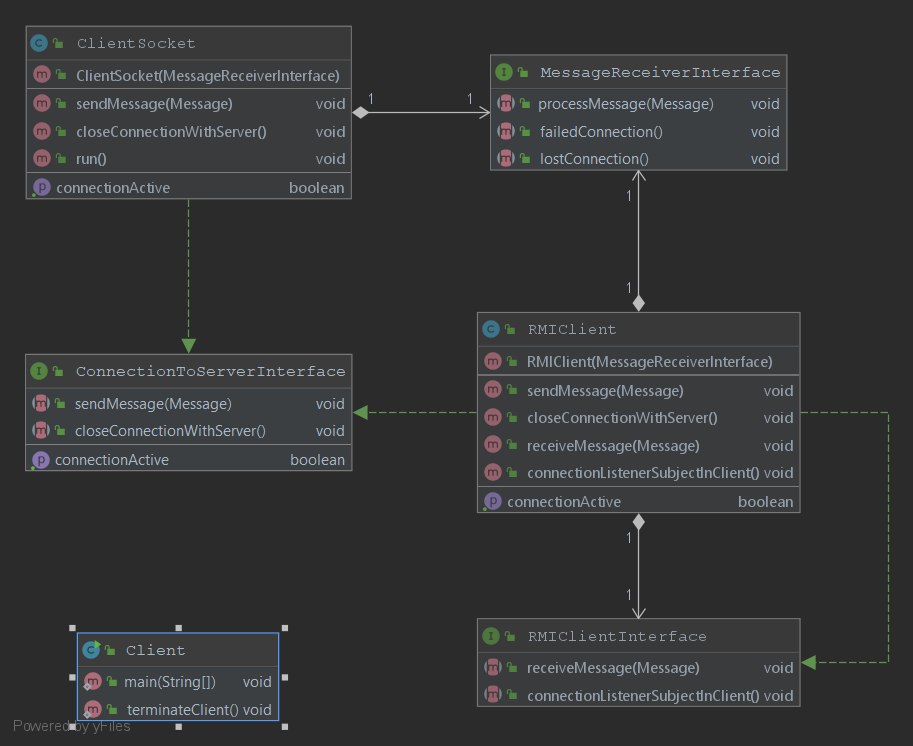 ClientSocket
ClientSocket(MessageReceiverInterface)
sendMessage(Message) void
closeConnectionWithServer() void
run() void
connectionActive boolean
1 1
MessageReceiverInterface
processMessage(Message) void
failedConnection() void
lostConnection() void
1
1
ConnectionToServerInterface
sendMessage(Message) void
closeConnectionWithServer() void
connectionActive boolean
RMIClient
RMIClient(MessageReceiverInterface)
sendMessage(Message) void
closeConnectionWithServer() void
receiveMessage(Message) void
connectionListenerSubjectInClient() void
connectionActive boolean
1
1
Client
main(String[]) void
terminateClient() void
RMIClientInterface
receiveMessage(Message) void
connectionListenerSubjectInClient() void
Powered by yFiles